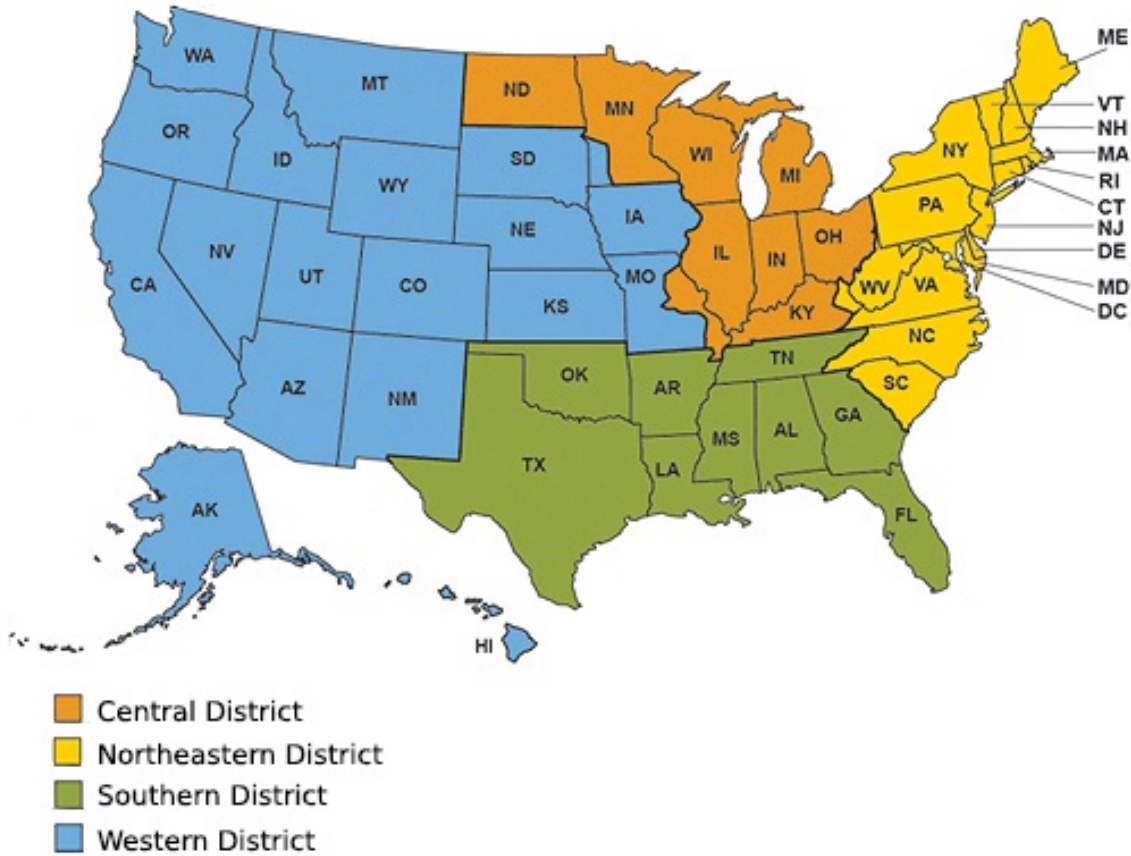 ME
WA
MT
ND
MN
VT
OR
NH
ID
SD
WI
NY
MA
WY
MI
RI
PA
CT
IA
NE
NJ
OH
NV
IL
IN
DE
UT
CO
MO
CA
WV
VA
MD
KS
KY
DC
NC
TN
OK
SC
AZ
NM
AR
GA
MS
AL
TX
LA
AK
FL
HI
Central District
Northeastern District
Southern District
Western District